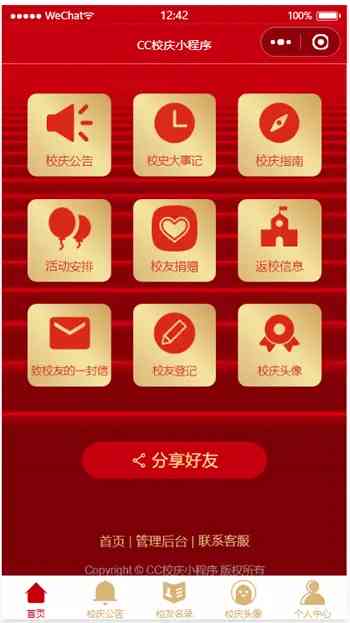 WeChat 12:42 100%
CC校庆小程序
校庆公告 校史大事记 校庆指南
活动安排 校友捐赠 返校信息
致校友的一封信 校友登记 校庆头像
分享好友
首页 | 管理后台 | 联系客服
Copyright © CC校庆小程序 版权所有
首页 校庆公告 校友名录 校庆头像 个人中心